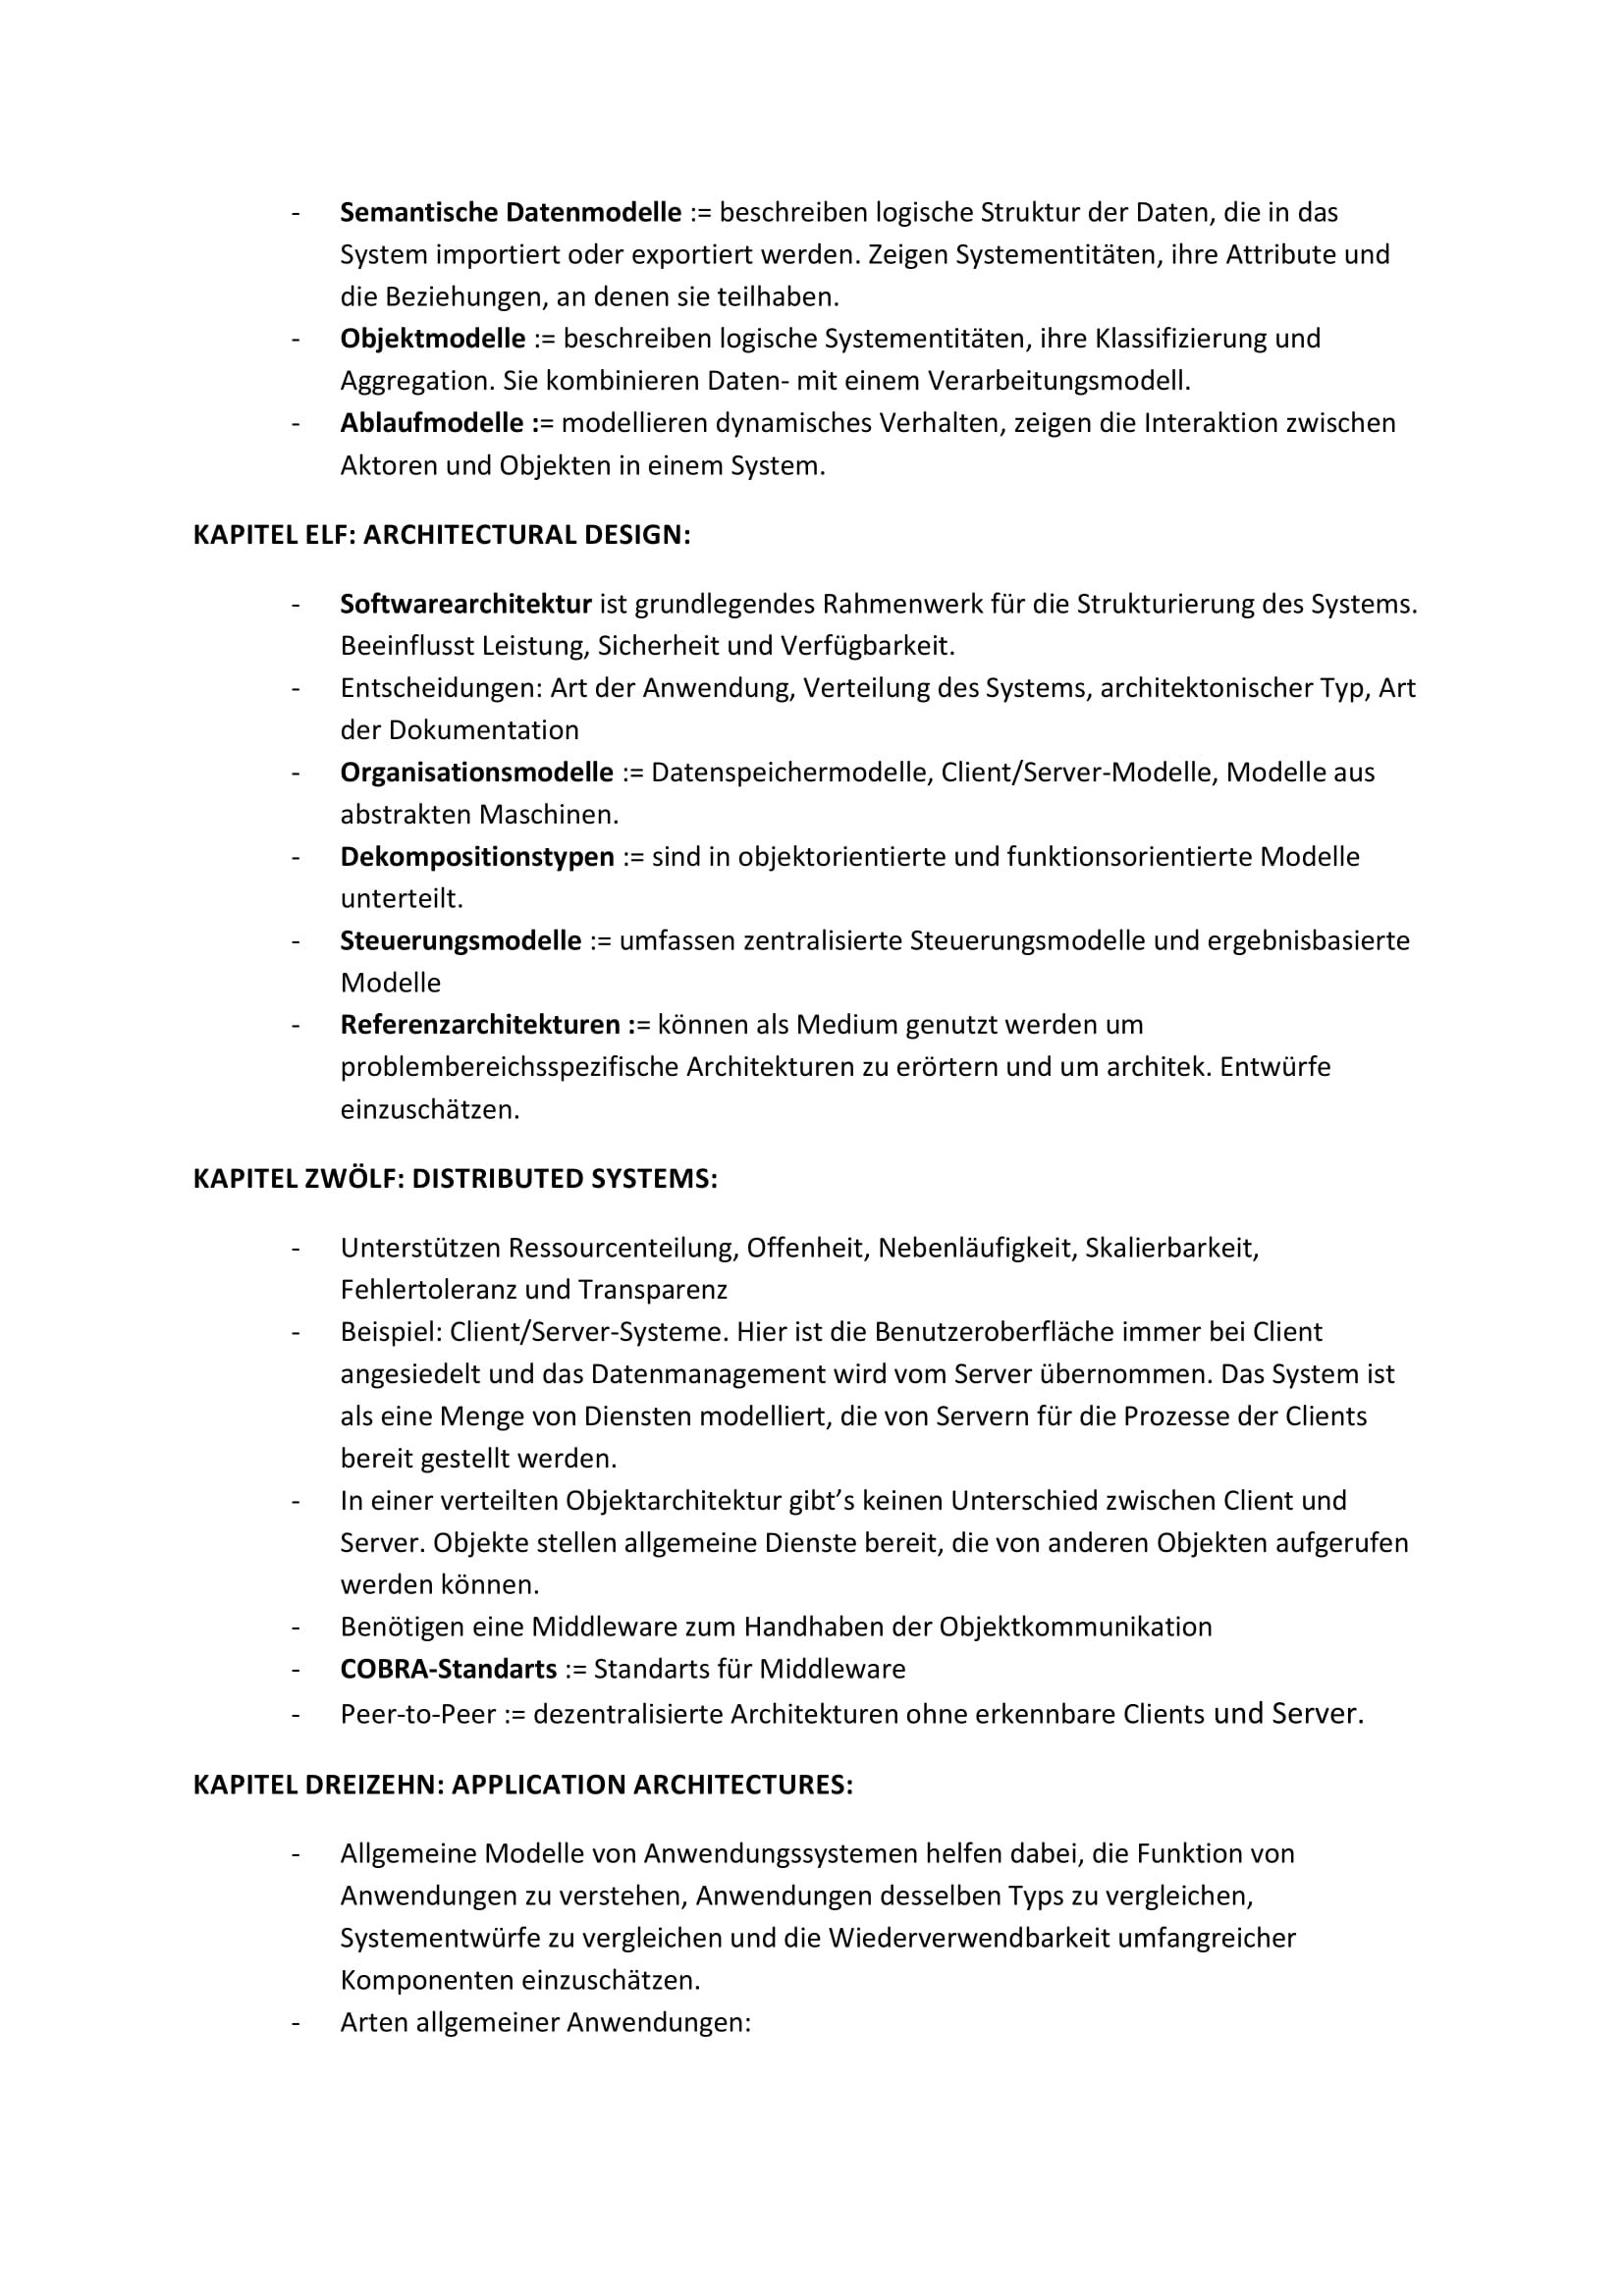 - Semantische Datenmodelle := beschreiben logische Struktur der Daten, die in das
System importiert oder exportiert werden. Zeigen Systementitäten, ihre Attribute und
die Beziehungen, an denen sie teilhaben.
- Objektmodelle := beschreiben logische Systementitäten, ihre Klassifizierung und
Aggregation. Sie kombinieren Daten- mit einem Verarbeitungsmodell.
- Ablaufmodelle := modellieren dynamisches Verhalten, zeigen die Interaktion zwischen
Aktoren und Objekten in einem System.
KAPITEL ELF: ARCHITECTURAL DESIGN:
- Softwarearchitektur ist grundlegendes Rahmenwerk für die Strukturierung des Systems.
Beeinflusst Leistung, Sicherheit und Verfügbarkeit.
- Entscheidungen: Art der Anwendung, Verteilung des Systems, architektonischer Typ, Art
der Dokumentation
- Organisationsmodelle := Datenspeichermodelle, Client/Server-Modelle, Modelle aus
abstrakten Maschinen.
- Dekompositionstypen := sind in objektorientierte und funktionsorientierte Modelle
unterteilt.
- Steuerungsmodelle := umfassen zentralisierte Steuerungsmodelle und ergebnisbasierte
Modelle
- Referenzarchitekturen := können als Medium genutzt werden um
problembereichsspezifische Architekturen zu erörtern und um architek. Entwürfe
einzuschätzen.
KAPITEL ZWÖLF: DISTRIBUTED SYSTEMS:
- Unterstützen Ressourcenteilung, Offenheit, Nebenläufigkeit, Skalierbarkeit,
Fehlertoleranz und Transparenz
- Beispiel: Client/Server-Systeme. Hier ist die Benutzeroberfläche immer bei Client
angesiedelt und das Datenmanagement wird vom Server übernommen. Das System ist
als eine Menge von Diensten modelliert, die von Servern für die Prozesse der Clients
bereit gestellt werden.
- In einer verteilten Objektarchitektur gibt’s keinen Unterschied zwischen Client und
Server. Objekte stellen allgemeine Dienste bereit, die von anderen Objekten aufgerufen
werden können.
- Benötigen eine Middleware zum Handhaben der Objektkommunikation
- COBRA-Standarts := Standarts für Middleware
- Peer-to-Peer := dezentralisierte Architekturen ohne erkennbare Clients und Server.
KAPITEL DREIZEHN: APPLICATION ARCHITECTURES:
- Allgemeine Modelle von Anwendungssystemen helfen dabei, die Funktion von
Anwendungen zu verstehen, Anwendungen desselben Typs zu vergleichen,
Systementwürfe zu vergleichen und die Wiederverwendbarkeit umfangreicher
Komponenten einzuschätzen.
- Arten allgemeiner Anwendungen: